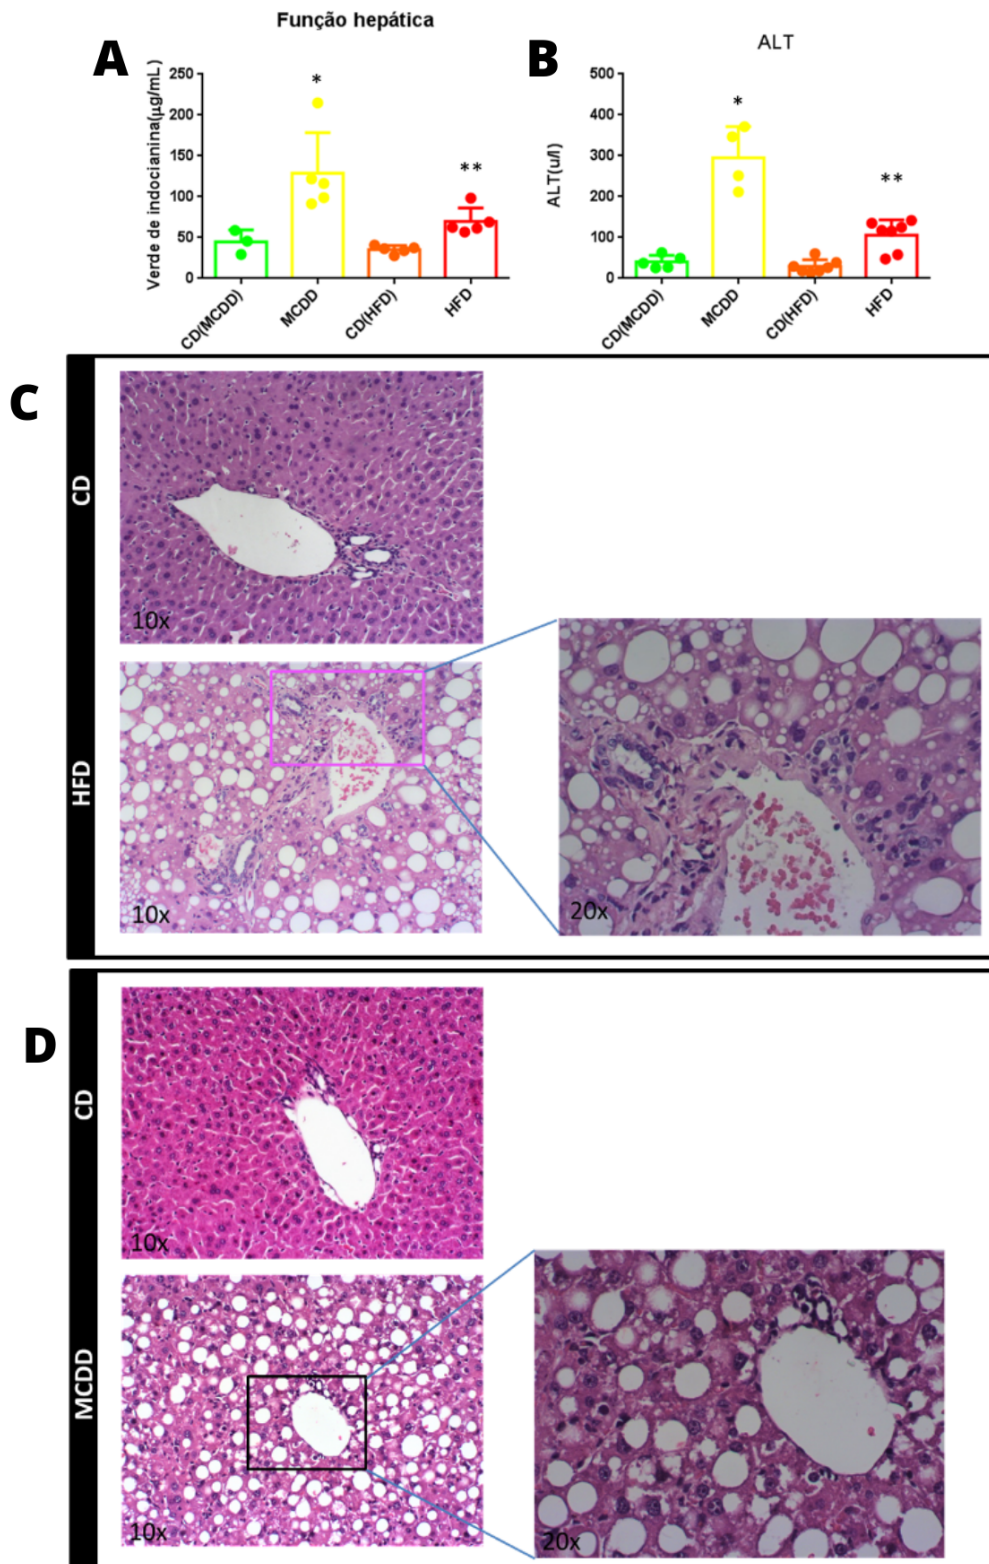 Função hepática
A
Verde de indocianina(µg/mL)
250
200
150
100
50
0
*
**
CD(MCDD)
MCDD
CD(HFD)
HFD
B
ALT
ALT(u/l)
500
400
300
200
100
0
*
**
CD(MCDD)
MCDD
CD(HFD)
HFD
C
CD
10x
HFD
10x
20x
D
CD
10x
MCDD
10x
20x